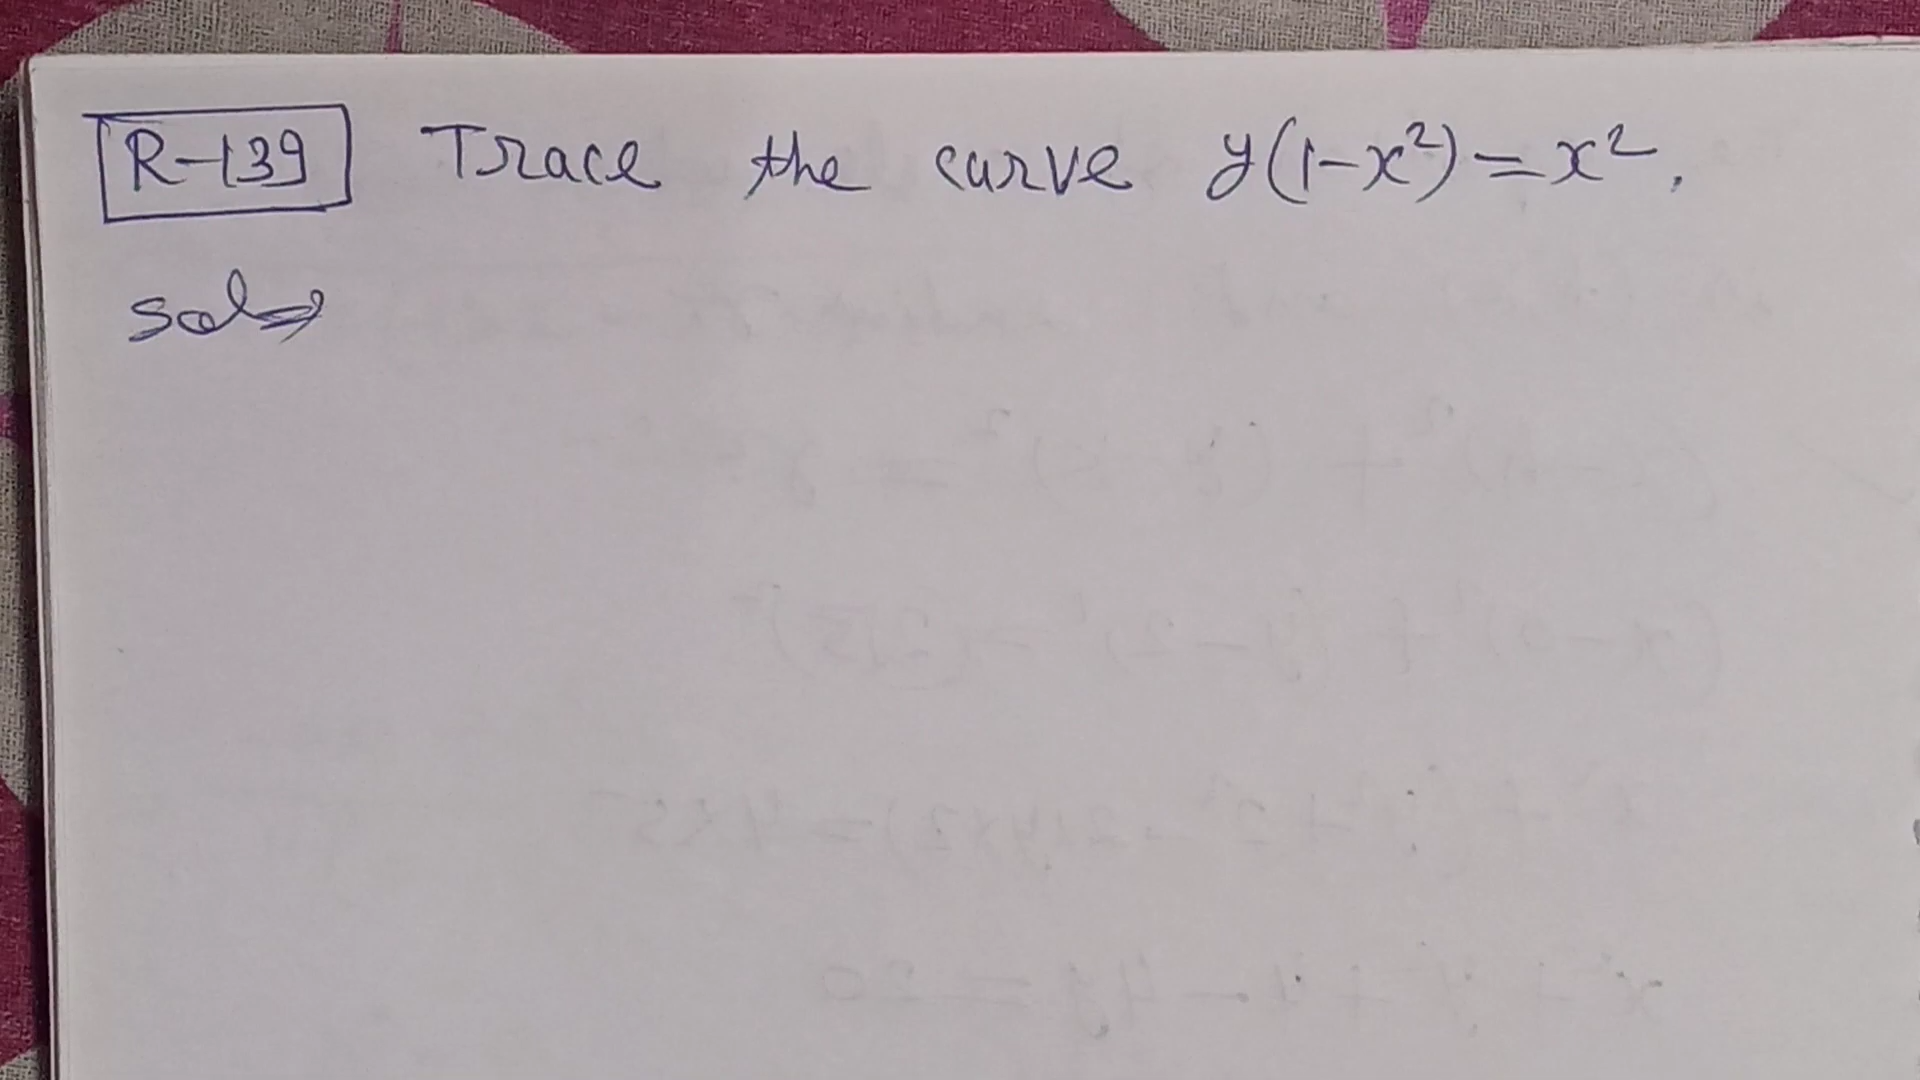 R-139 Trace the curve y(1-x²)=x².
sol⇒